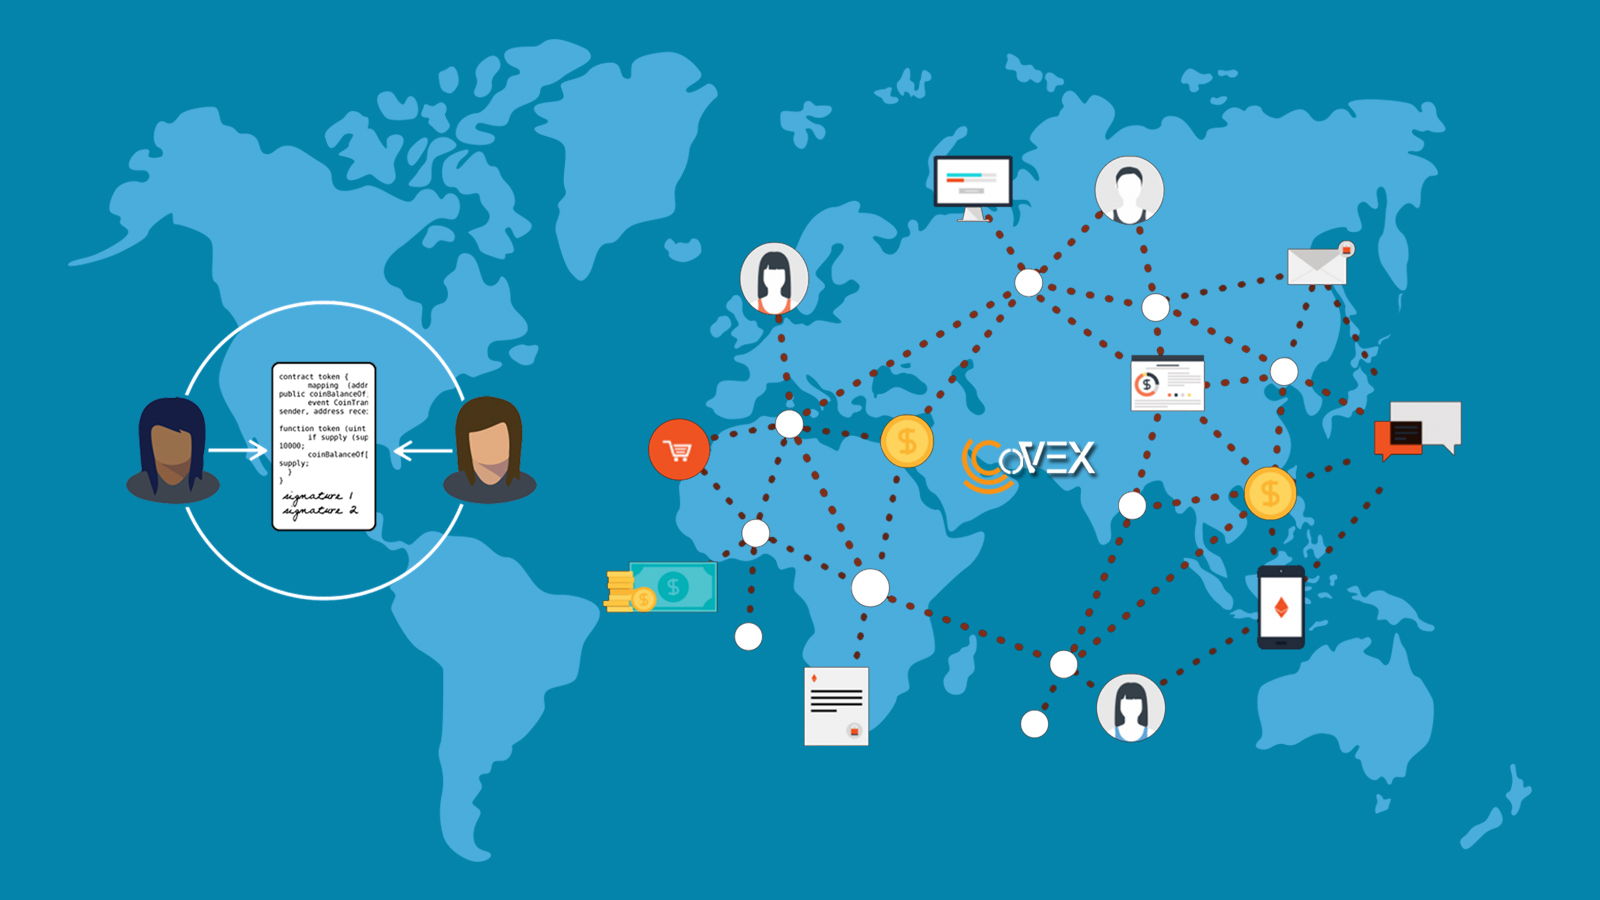 contract token {
mapping (addr
public coinBalanceOf
event CoinTran
sender, address rece
function token (uint
if supply (sup
10000;
coinBalanceOf[
supply;
}
}
signature 1
signature 2
CoVEX
$
$
$
$
$